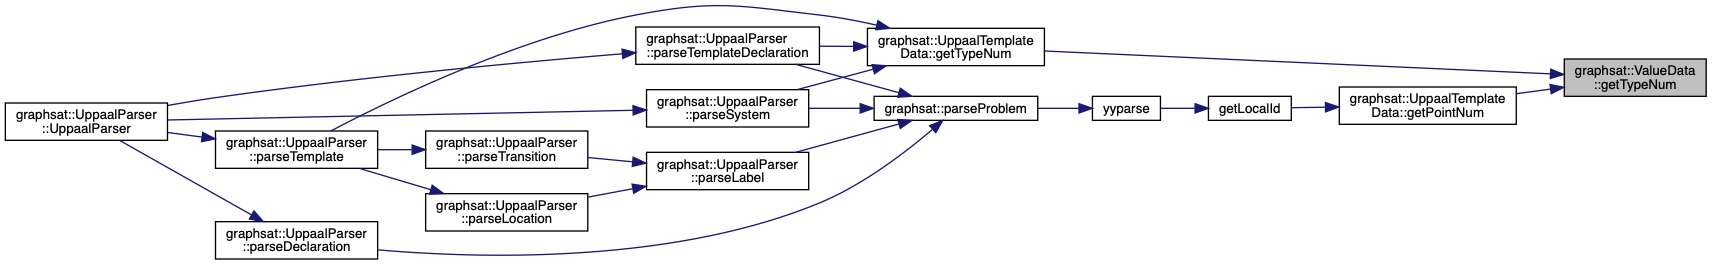 graphsat::UppaalParser
::UppaalParser
graphsat::UppaalParser
::parseTemplate
graphsat::UppaalParser
::parseDeclaration
graphsat::UppaalParser
::parseTransition
graphsat::UppaalParser
::parseLocation
graphsat::UppaalParser
::parseTemplateDeclaration
graphsat::UppaalParser
::parseSystem
graphsat::UppaalParser
::parseLabel
graphsat::UppaalTemplate
Data::getTypeNum
graphsat::parseProblem
yyparse
getLocalId
graphsat::UppaalTemplate
Data::getPointNum
graphsat::ValueData
::getTypeNum